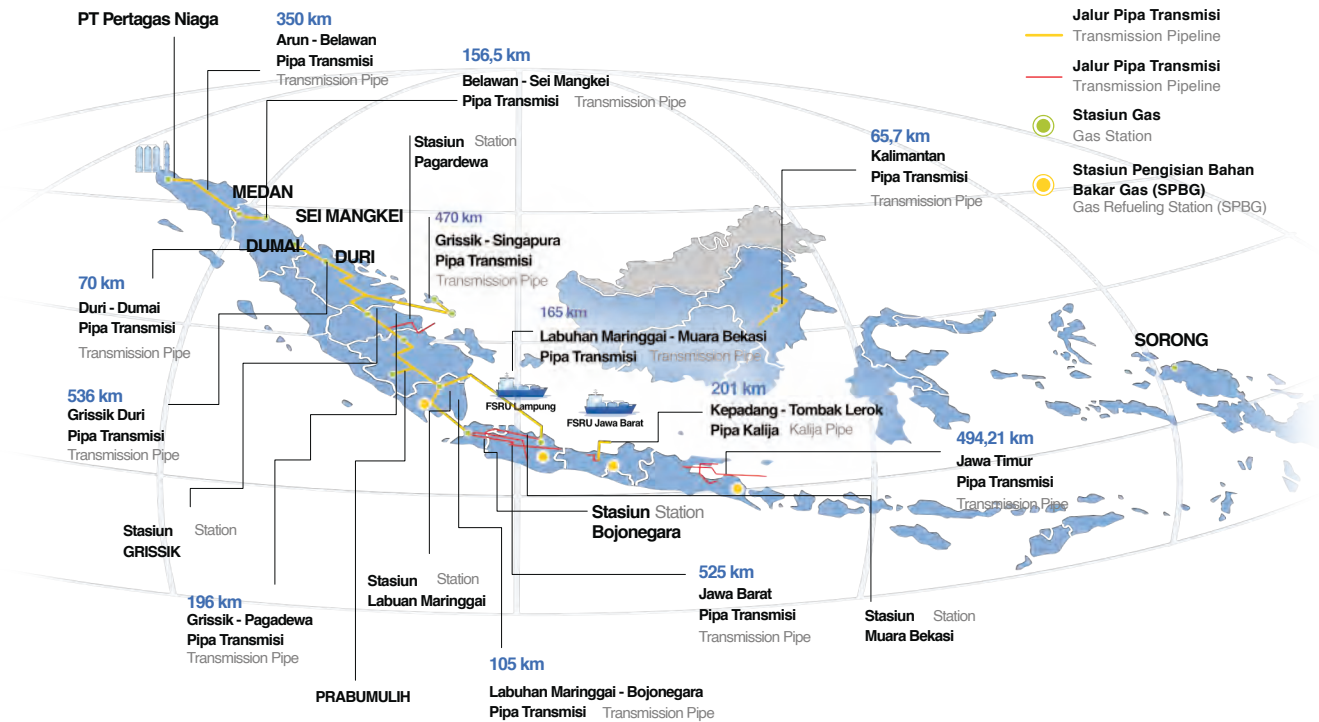 PT Pertagas Niaga
350 km
Arun - Belawan
Pipa Transmisi
Transmission Pipe
156,5 km
Belawan - Sei Mangkei
Pipa Transmisi Transmission Pipe
Jalur Pipa Transmisi
Transmission Pipeline
Jalur Pipa Transmisi
Transmission Pipeline
Stasiun Gas
Gas Station
Stasiun Pengisian Bahan
Bakar Gas (SPBG)
Gas Refueling Station (SPBG)
Stasiun Station
Pagardewa
65,7 km
Kalimantan
Pipa Transmisi
Transmission Pipe
MEDAN
SEI MANGKEI
DUMAI
DURI
470 km
Grissik - Singapura
Pipa Transmisi
Transmission Pipe
70 km
Duri - Dumai
Pipa Transmisi
Transmission Pipe
165 km
Labuhan Maringgai - Muara Bekasi
Pipa Transmisi Transmission Pipe
SORONG
FSRU Lampung
FSRU Jawa Barat
201 km
Kepadang - Tombak Lerok
Pipa Kalija Kalija Pipe
536 km
Grissik Duri
Pipa Transmisi
Transmission Pipe
494,21 km
Jawa Timur
Pipa Transmisi
Transmission Pipe
Stasiun Station
GRISSIK
Stasiun Station
Bojonegara
Stasiun Station
Labuan Maringgai
525 km
Jawa Barat
Pipa Transmisi
Transmission Pipe
Stasiun Station
Muara Bekasi
196 km
Grissik - Pagadewa
Pipa Transmisi
Transmission Pipe
PRABUMULIH
105 km
Labuhan Maringgai - Bojonegara
Pipa Transmisi Transmission Pipe